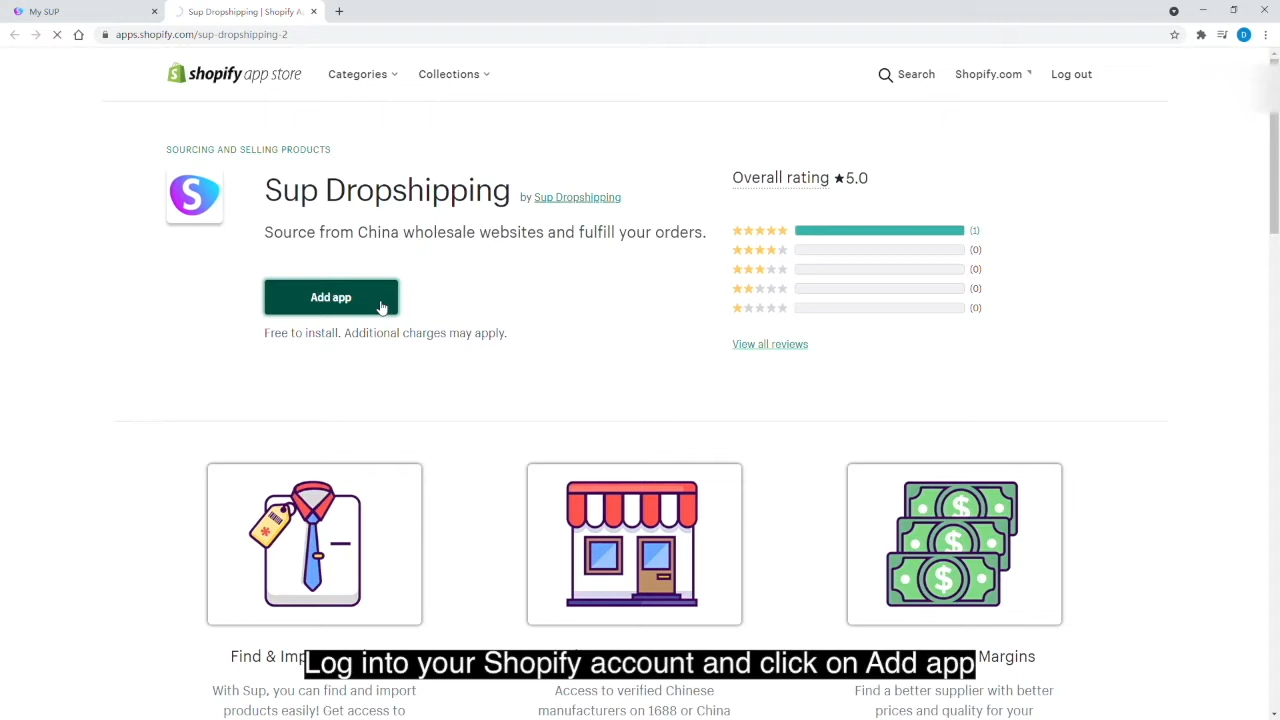 My SUP
Sup Dropshipping | Shopify A
apps.shopify.com/sup-dropshipping-2
D
shopify app store
Categories
Collections
Search
Shopify.com
Log out
SOURCING AND SELLING PRODUCTS
S
Sup Dropshipping
by Sup Dropshipping
Source from China wholesale websites and fulfill your orders.
Add app
Free to install. Additional charges may apply.
Overall rating ★5.0
(1)
(0)
(0)
(0)
(0)
View all reviews
Find & Imp
Margins
Log into your Shopify account and click on Add app
With Sup, you can find and import
products easily! Get access to
Access to verified Chinese
manufacturers on 1688 or China
Find a better supplier with better
prices and quality for your